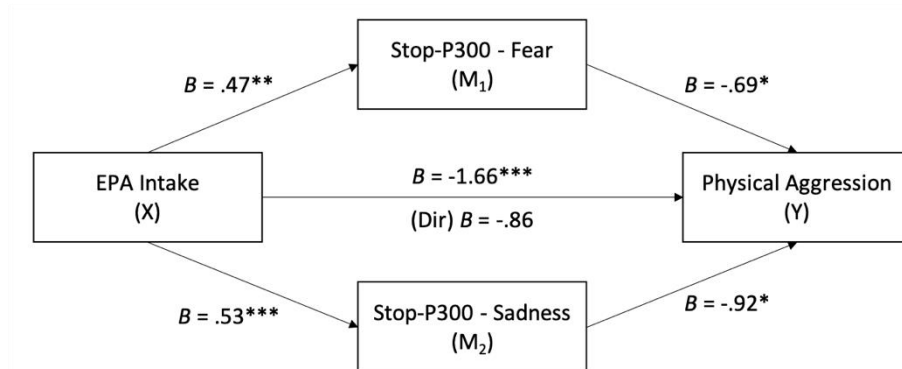 Stop-P300 - Fear
(M₁)
B = .47**
B = -.69*
EPA Intake
(X)
B = -1.66***
(Dir) B = -.86
Physical Aggression
(Y)
B = .53***
Stop-P300 - Sadness
(M₂)
B = -.92*